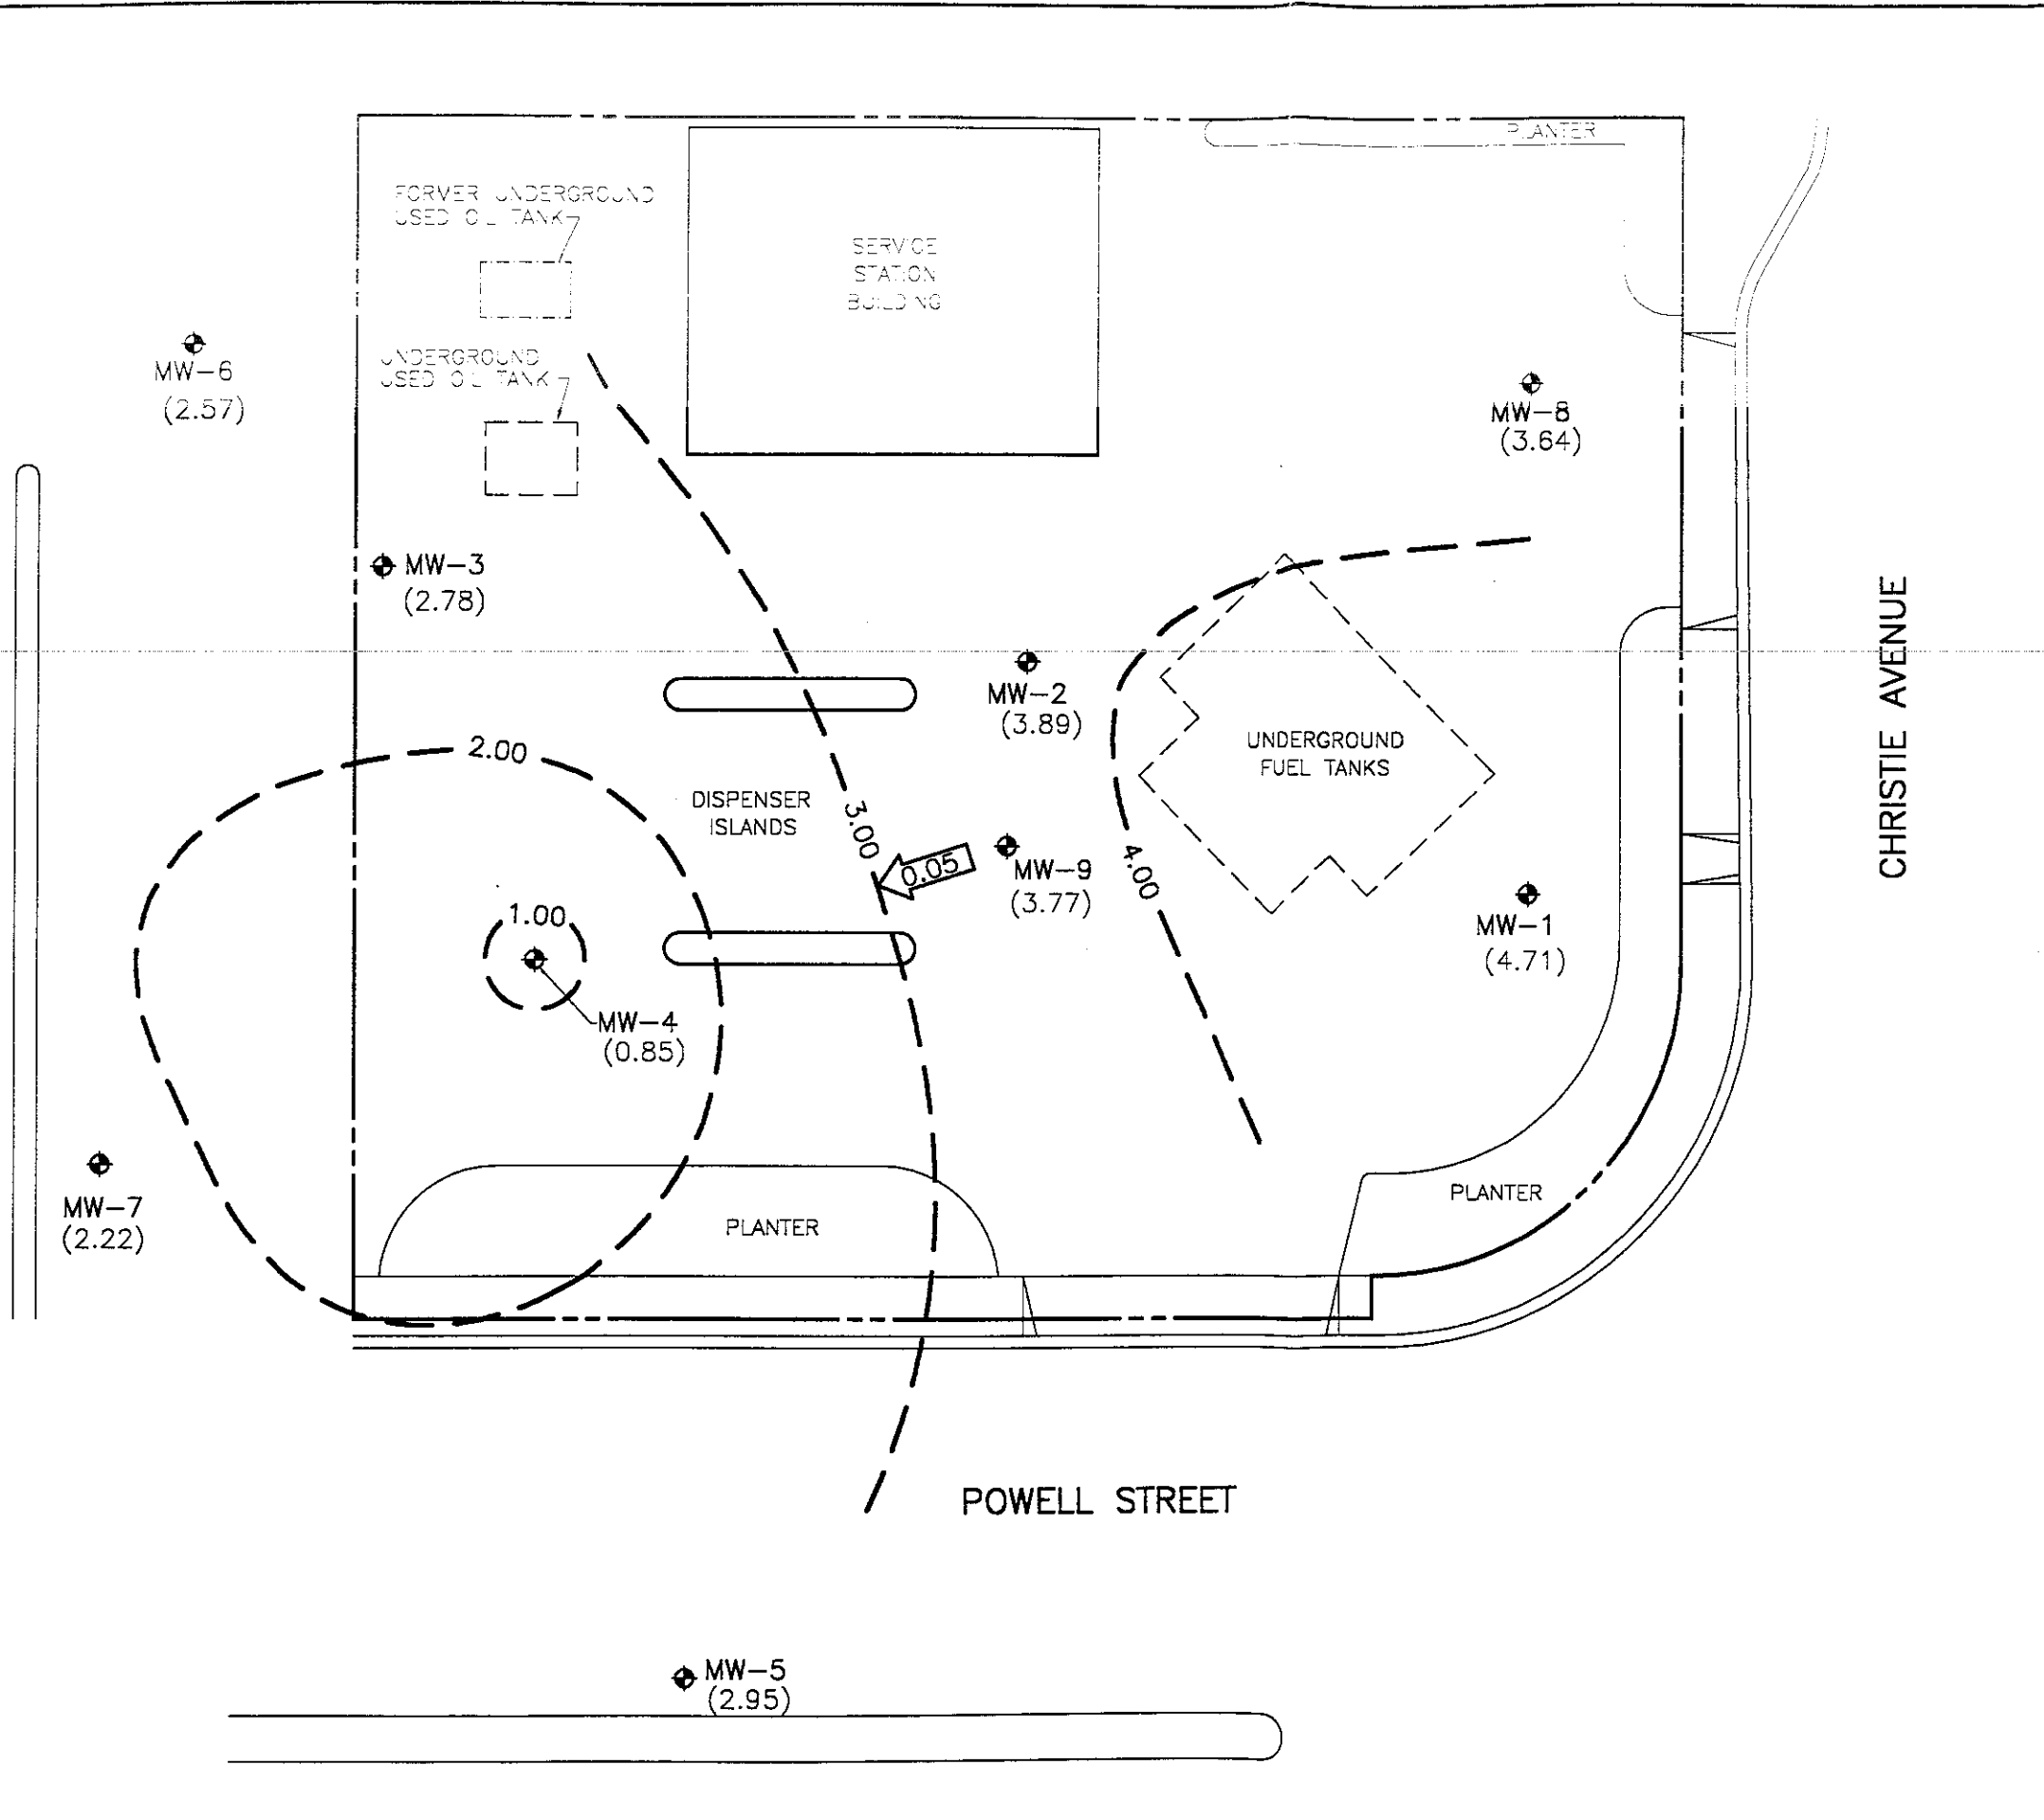 PLANTER
FORMER UNDERGROUND
USED OIL TANK
SERVICE
STATION
BUILDING
MW-6
(2.57)
UNDERGROUND
USED OIL TANK
MW-8
(3.64)
MW-3
(2.78)
MW-2
(3.89)
CHRISTIE AVENUE
2.00
UNDERGROUND
FUEL TANKS
DISPENSER
ISLANDS
3.00
0.05
MW-9
(3.77)
4.00
1.00
MW-1
(4.71)
MW-4
(0.85)
MW-7
(2.22)
PLANTER
PLANTER
POWELL STREET
MW-5
(2.95)